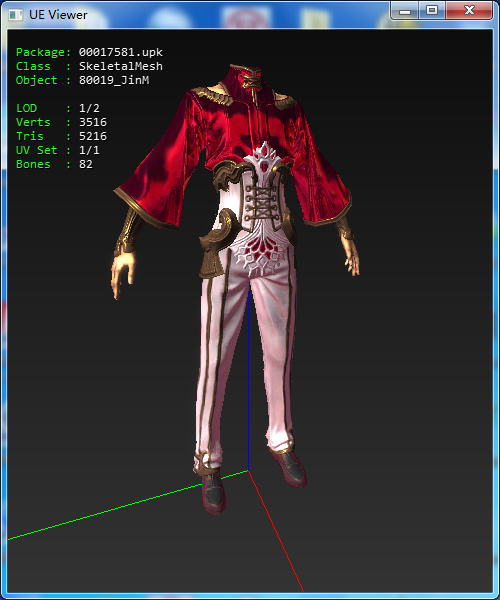 UE Viewer
Package: 00017581.upk
Class : SkeletalMesh
Object : 80019_JinM
LOD : 1/2
Verts : 3516
Tris : 5216
UV Set : 1/1
Bones : 82